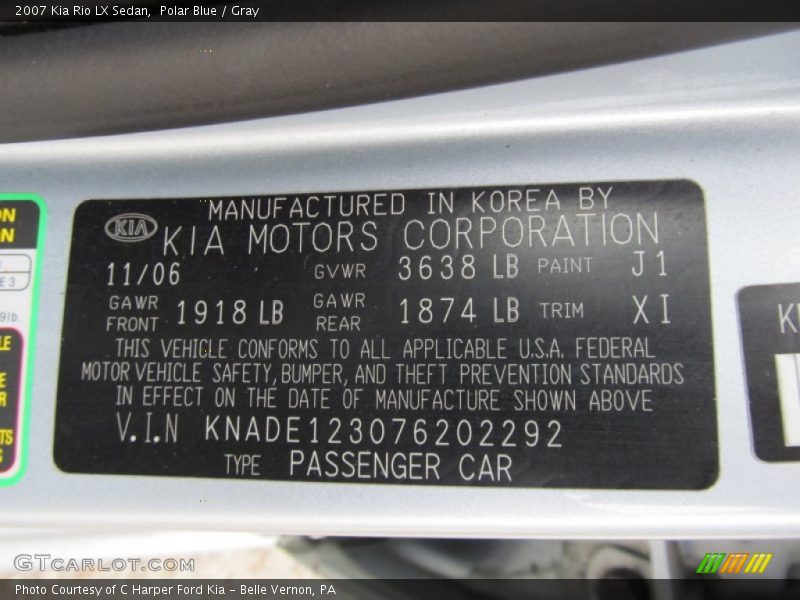 2007 Kia Rio LX Sedan, Polar Blue / Gray
MANUFACTURED IN KOREA BY
KIA
KIA MOTORS CORPORATION
11/06 GVWR 3638 LB PAINT J1
GAWR FRONT 1918 LB GAWR REAR 1874 LB TRIM XI
THIS VEHICLE CONFORMS TO ALL APPLICABLE U.S.A. FEDERAL
MOTOR VEHICLE SAFETY, BUMPER, AND THEFT PREVENTION STANDARDS
IN EFFECT ON THE DATE OF MANUFACTURE SHOWN ABOVE
V.I.N KNADE123076202292
TYPE PASSENGER CAR
GTCARLOT.COM
Photo Courtesy of C Harper Ford Kia - Belle Vernon, PA